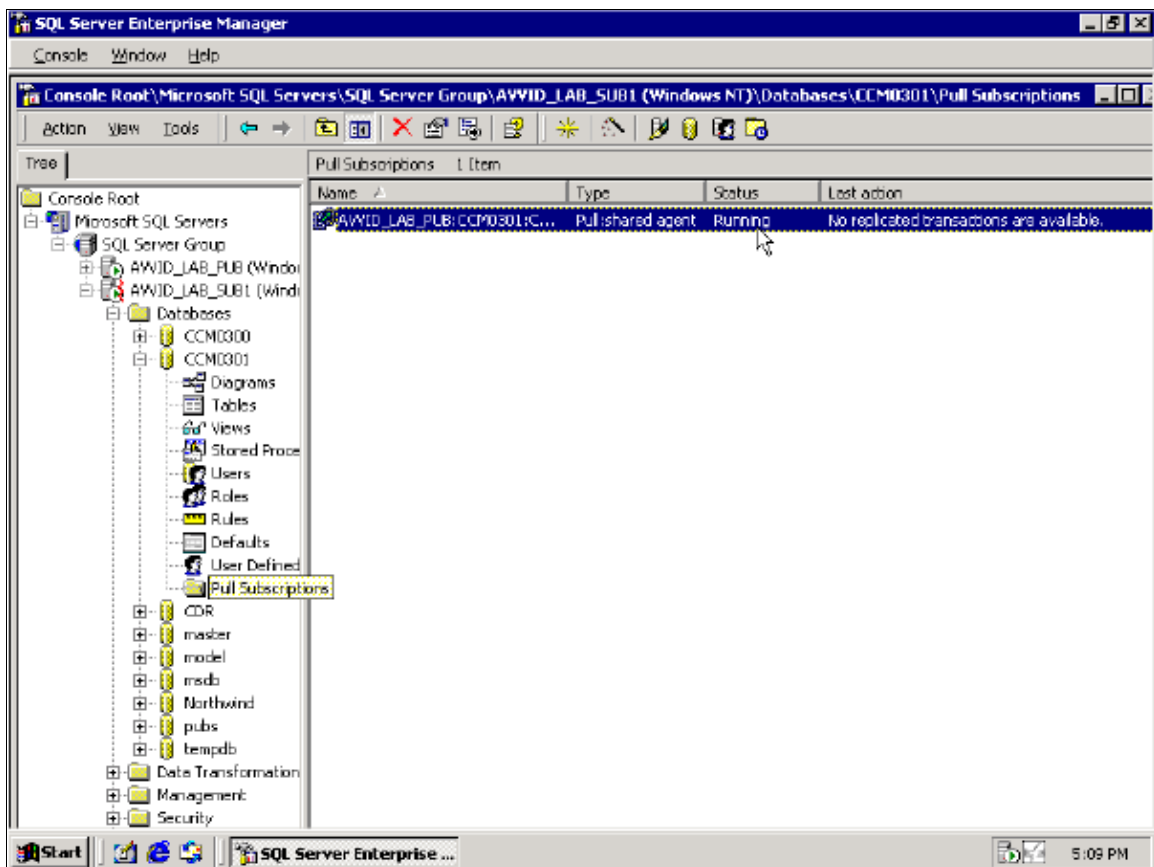 SQL Server Enterprise Manager
Console Window Help
Console Root\Microsoft SQL Servers\SQL Server Group\AVVID_LAB_SUB1 (Windows NT)\Databases\CCM0301\Pull Subscriptions
Action View Tools
Tree
Pull Subscriptions 1 Item
Name Type Status Last action
AVVID_LAB_PUB:CCM0301:C... Pull:shared agent Running No replicated transactions are available.
Console Root
Microsoft SQL Servers
SQL Server Group
AVVID_LAB_PUB (Windo
AVVID_LAB_SUB1 (Wind
Databases
CCM0300
CCM0301
Diagrams
Tables
Views
Stored Proce
Users
Roles
Rules
Defaults
User Defined
Pull Subscriptions
CDR
master
model
msdb
Northwind
pubs
tempdb
Data Transformation
Management
Security
Start SQL Server Enterprise ... 5:09 PM